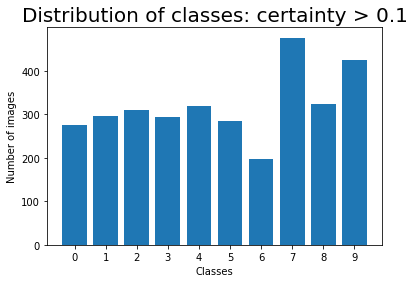 Distribution of classes: certainty > 0.1
Number of images
400
300
200
100
0
0 1 2 3 4 5 6 7 8 9
Classes